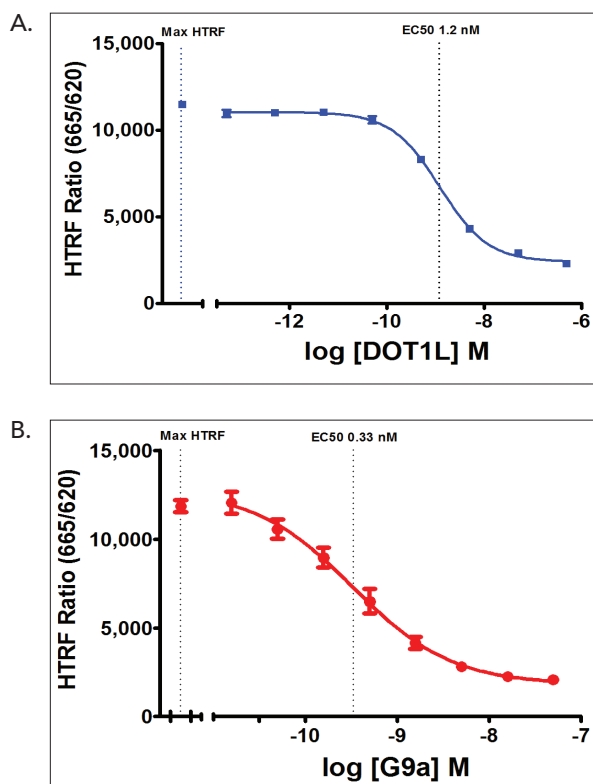 A.
Max HTRF
EC50 1.2 nM
15,000
10,000
5,000
0
HTRF Ratio (665/620)
-12
-10
-8
-6
log [DOT1L] M
B.
Max HTRF
EC50 0.33 nM
15,000
10,000
5,000
0
HTRF Ratio (665/620)
-10
-9
-8
-7
log [G9a] M